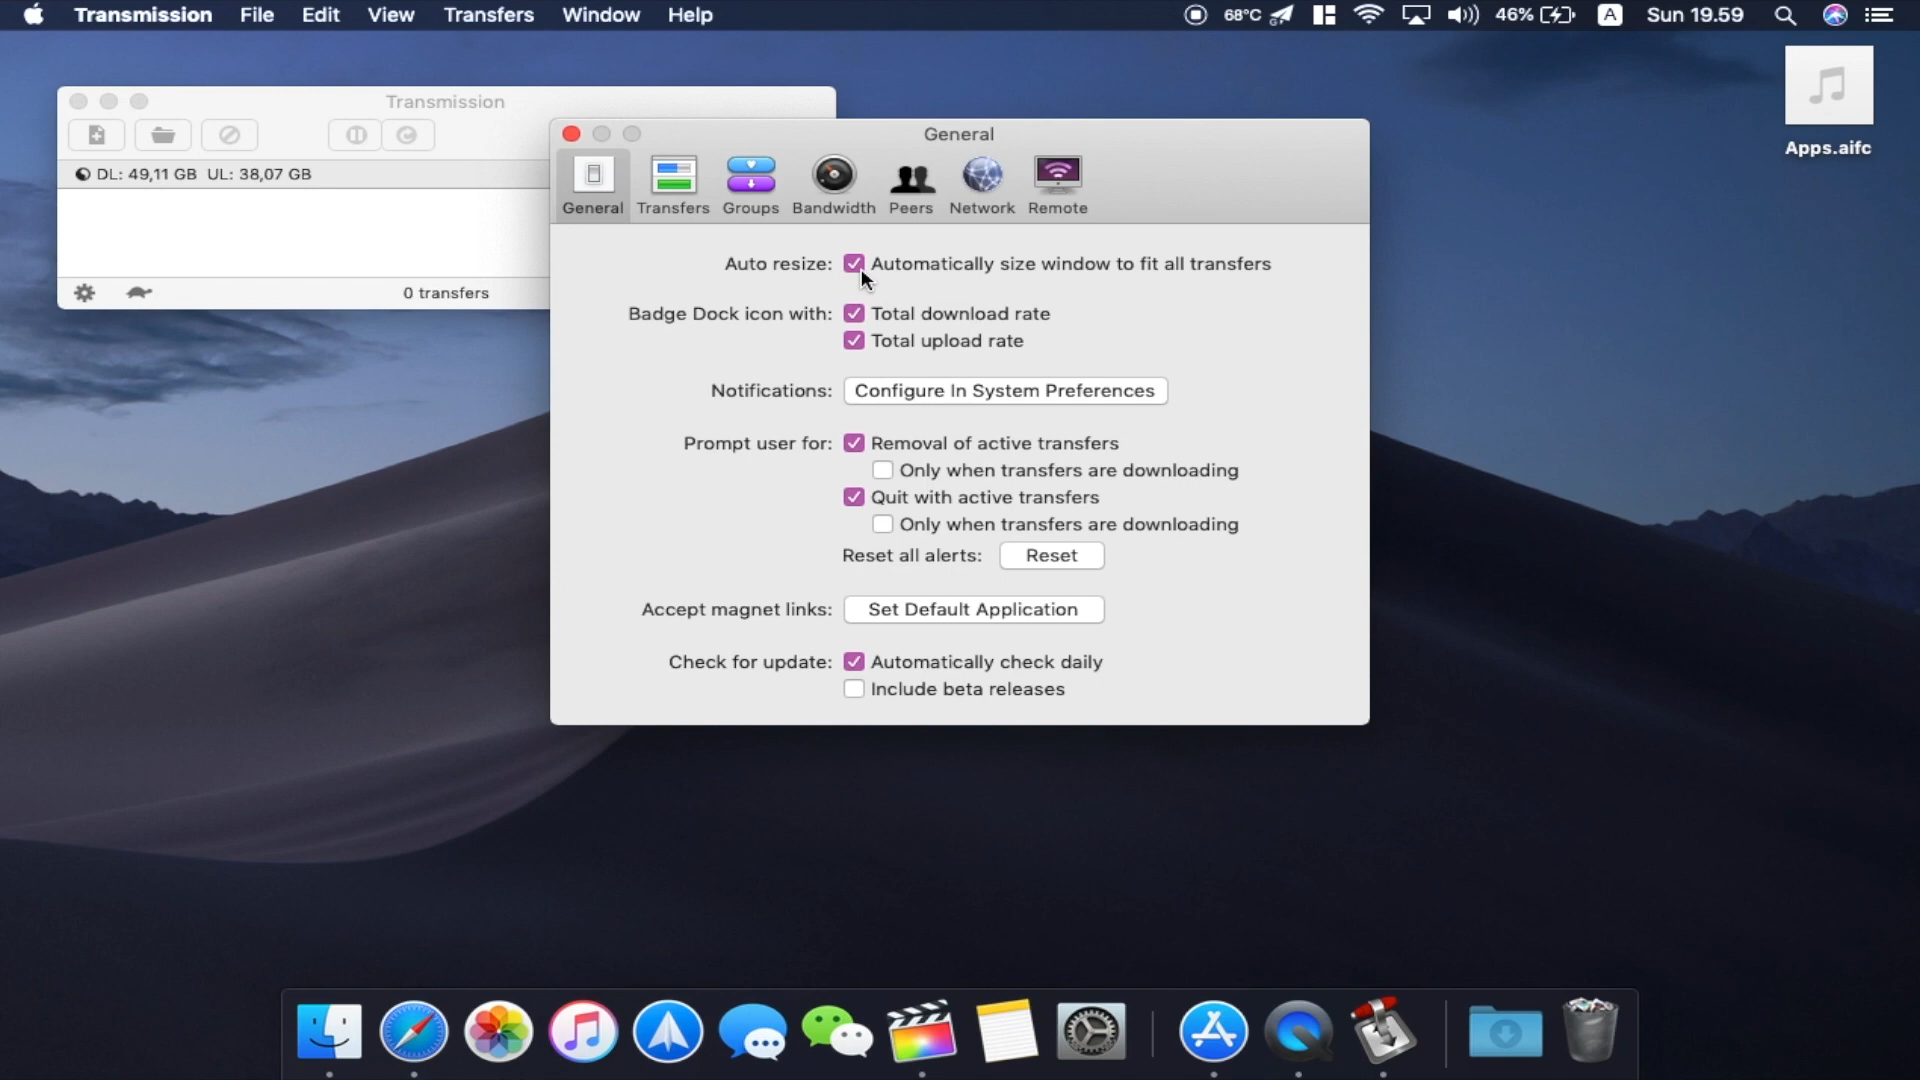 Transmission File Edit View Transfers Window Help
68°C 46% A Sun 19.59
Apps.aifc
Transmission
DL: 49,11 GB UL: 38,07 GB
0 transfers
General
General Transfers Groups Bandwidth Peers Network Remote
Auto resize: Automatically size window to fit all transfers
Badge Dock icon with: Total download rate
Total upload rate
Notifications: Configure In System Preferences
Prompt user for: Removal of active transfers
Only when transfers are downloading
Quit with active transfers
Only when transfers are downloading
Reset all alerts: Reset
Accept magnet links: Set Default Application
Check for update: Automatically check daily
Include beta releases